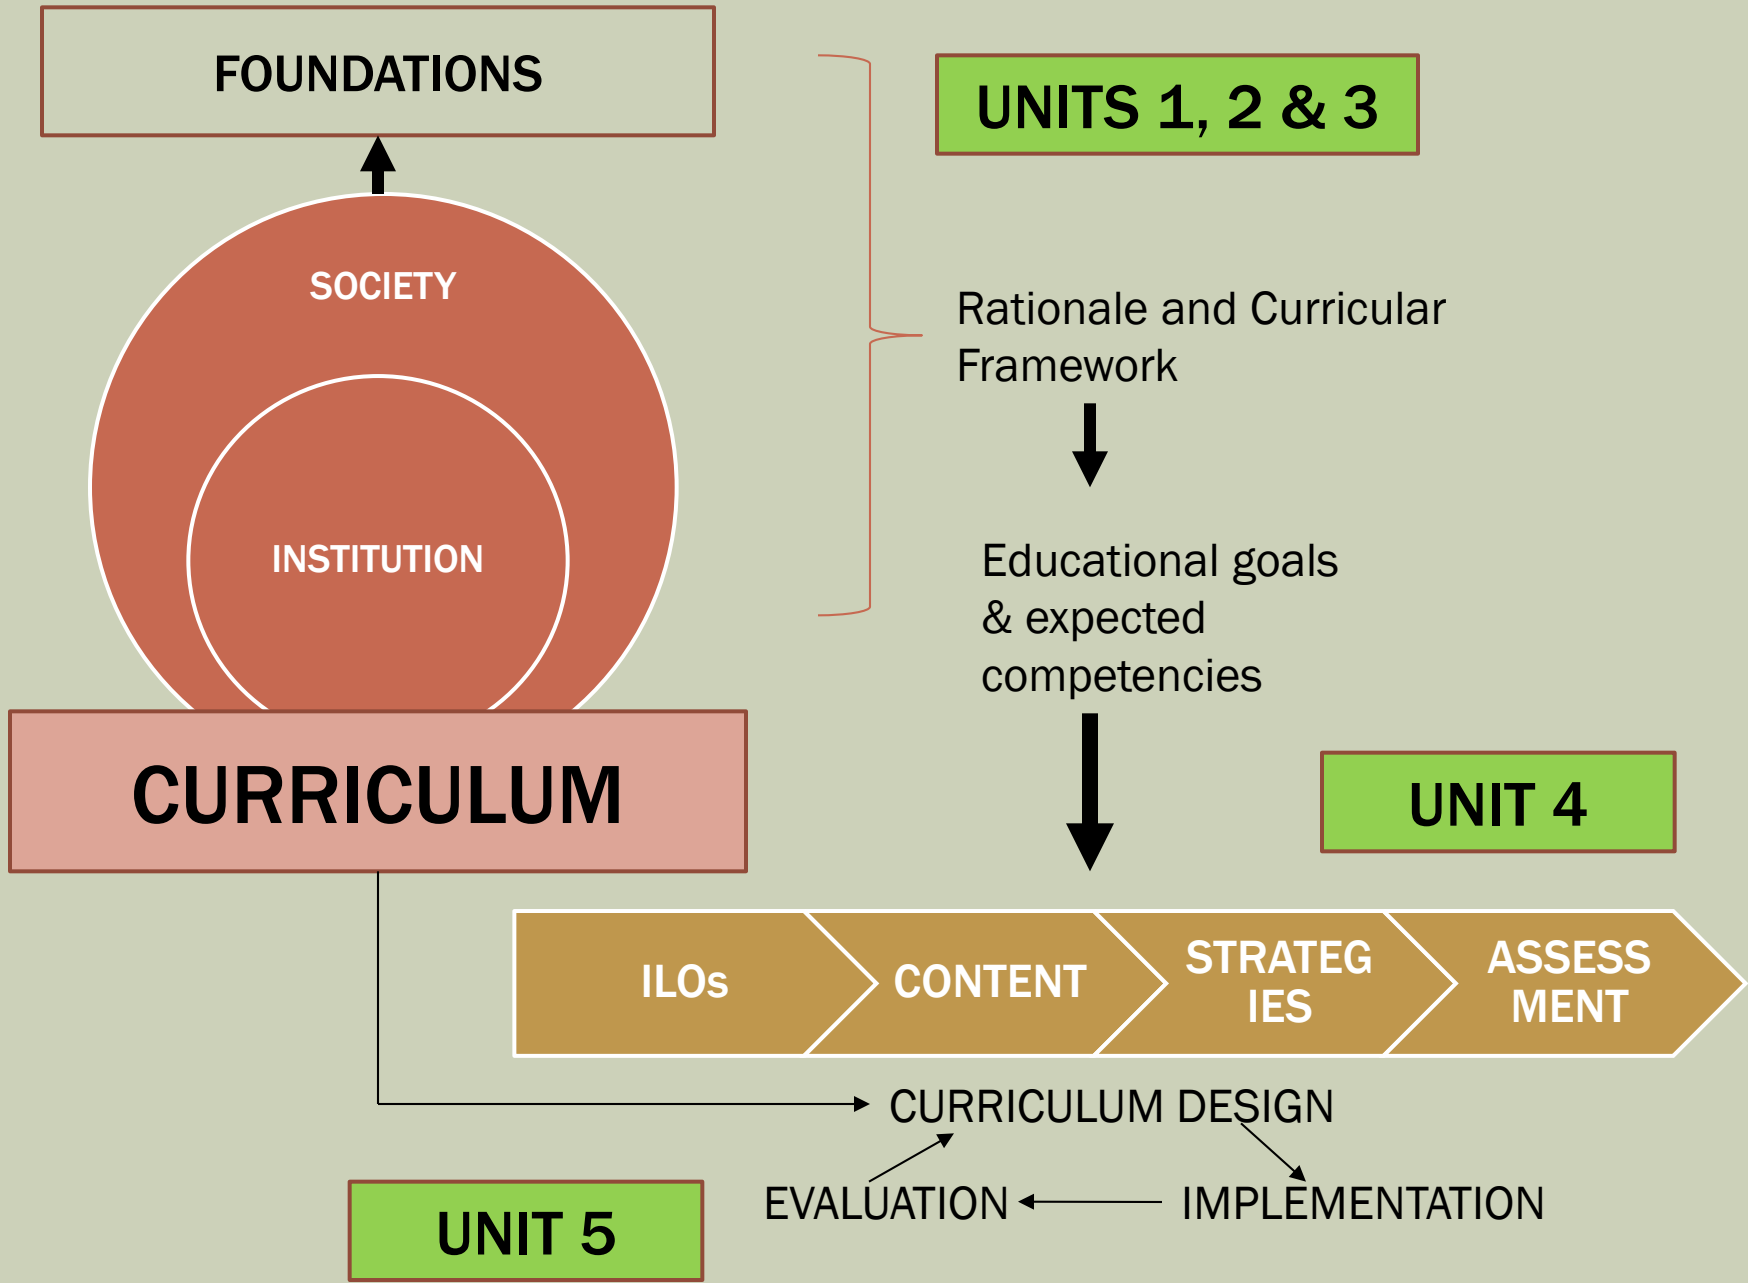 FOUNDATIONS
UNITS 1, 2 & 3
SOCIETY
INSTITUTION
Rationale and Curricular
Framework
Educational goals
& expected
competencies
CURRICULUM
UNIT 4
ILOs
CONTENT
STRATEG
IES
ASSESS
MENT
CURRICULUM DESIGN
EVALUATION
IMPLEMENTATION
UNIT 5